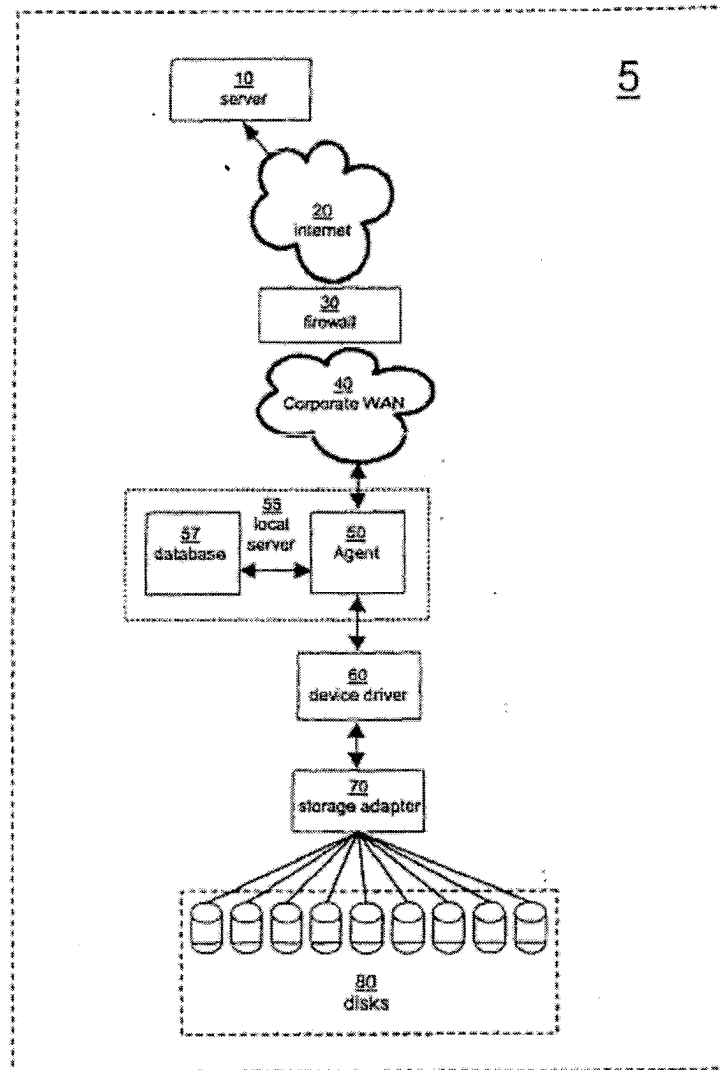 5
10
server
20
internet
30
firewall
40
Corporate WAN
55
local
server
57
database
50
Agent
60
device driver
70
storage adaptor
80
disks